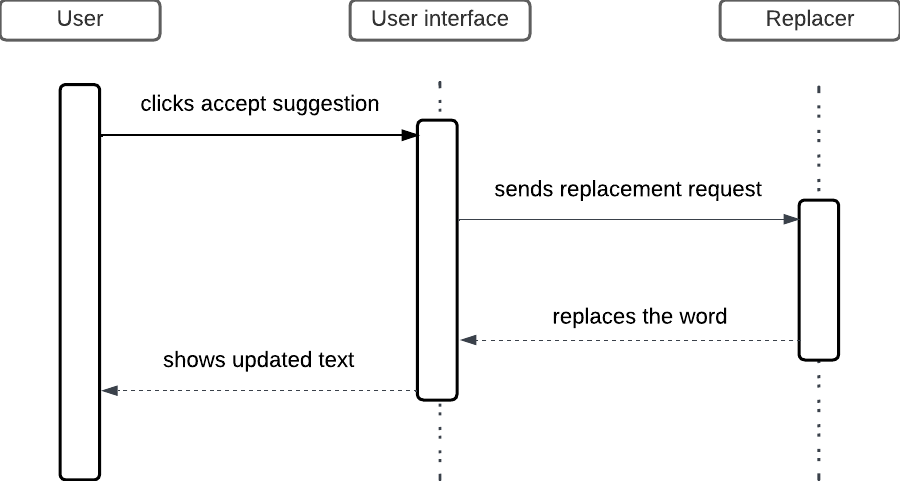 User
User interface
Replacer
clicks accept suggestion
sends replacement request
replaces the word
shows updated text